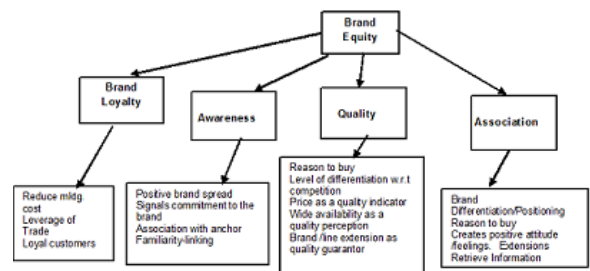 Brand
Equity
Brand
Loyalty
Awareness
Quality
Association
Reduce mktg.
cost
Leverage of
Trade
Loyal customers
Positive brand spread
Signals commitment to the
brand
Association with anchor
Familiarity-linking
Reason to buy
Level of differentiation w.r.t
competition
Price as a quality indicator
Wide availability as a
quality perception
Brand /line extension as
quality guarantor
Brand
Differentiation/Positioning
Reason to buy
Creates positive attitude
/feelings. Extensions
Retrieve Information